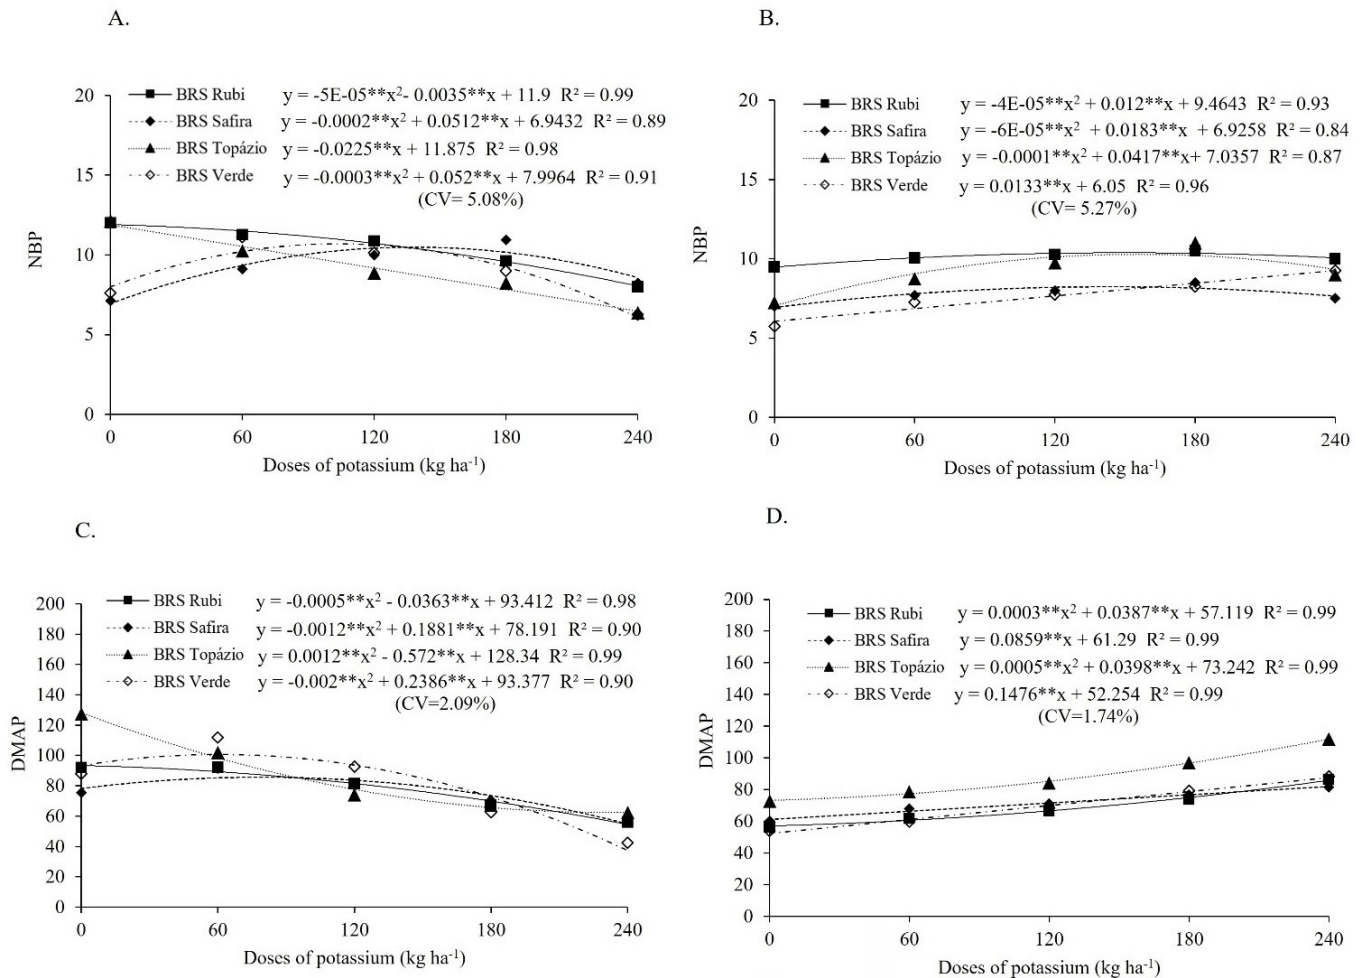 A.
NBP
20
15
10
5
0
BRS Rubi y = -5E-05**x²- 0.0035**x + 11.9 R² = 0.99
BRS Safira y = -0.0002**x² + 0.0512**x + 6.9432 R² = 0.89
BRS Topázio y = -0.0225**x + 11.875 R² = 0.98
BRS Verde y = -0.0003**x² + 0.052**x + 7.9964 R² = 0.91
(CV= 5.08%)
0 60 120 180 240
Doses of potassium (kg ha⁻¹)
B.
NBP
20
15
10
5
0
BRS Rubi y = -4E-05**x² + 0.012**x + 9.4643 R² = 0.93
BRS Safira y = -6E-05**x² + 0.0183**x + 6.9258 R² = 0.84
BRS Topázio y = -0.0001**x² + 0.0417**x+ 7.0357 R² = 0.87
BRS Verde y = 0.0133**x + 6.05 R² = 0.96
(CV= 5.27%)
0 60 120 180 240
Doses of potassium (kg ha⁻¹)
C.
DMAP
200
180
160
140
120
100
80
60
40
20
0
BRS Rubi y = -0.0005**x² - 0.0363**x + 93.412 R² = 0.98
BRS Safira y = -0.0012**x² + 0.1881**x + 78.191 R² = 0.90
BRS Topázio y = 0.0012**x² - 0.572**x + 128.34 R² = 0.99
BRS Verde y = -0.002**x² + 0.2386**x + 93.377 R² = 0.90
(CV=2.09%)
0 60 120 180 240
Doses of potassium (kg ha⁻¹)
D.
DMAP
200
180
160
140
120
100
80
60
40
20
0
BRS Rubi y = 0.0003**x² + 0.0387**x + 57.119 R² = 0.99
BRS Safira y = 0.0859**x + 61.29 R² = 0.99
BRS Topázio y = 0.0005**x² + 0.0398**x + 73.242 R² = 0.99
BRS Verde y = 0.1476**x + 52.254 R² = 0.99
(CV=1.74%)
0 60 120 180 240
Doses of potassium (kg ha⁻¹)